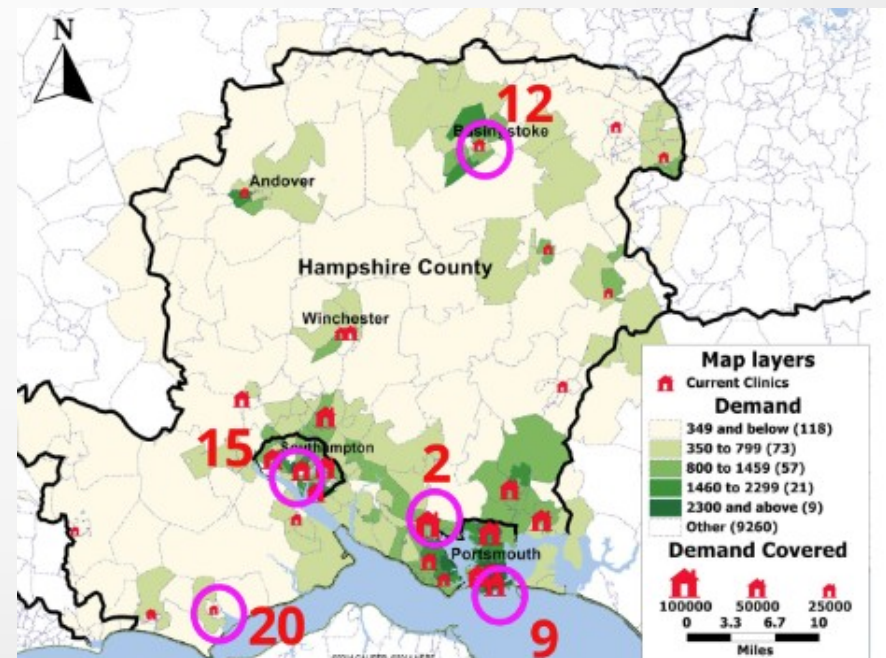 N
12
Basingstoke
Andover
Hampshire County
Winchester
15
Southampton
2
Portsmouth
20
9
Map layers
Current Clinics
Demand
349 and below (118)
350 to 799 (73)
800 to 1459 (57)
1460 to 2299 (21)
2300 and above (9)
Other (9260)
Demand Covered
100000 50000 25000
0 3.3 6.7 10
Miles